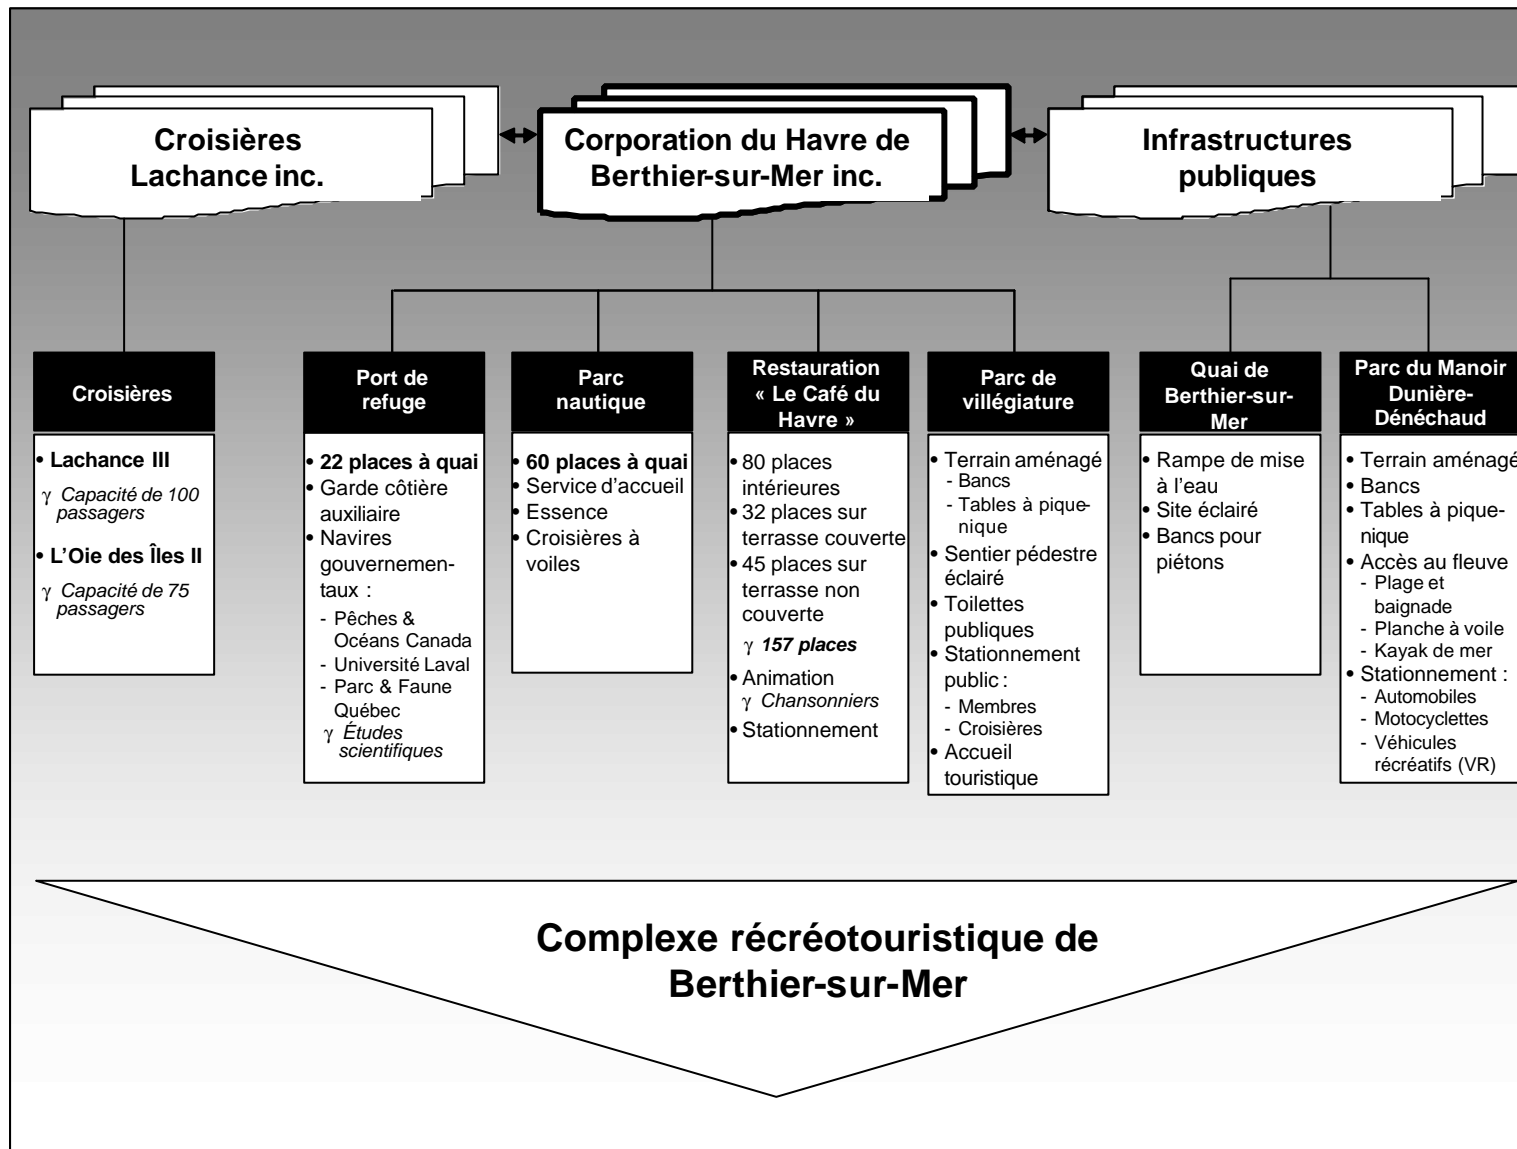 Croisières
Lachance inc.
Corporation du Havre de
Berthier-sur-Mer inc.
Infrastructures
publiques
Croisières
• Lachance III
γ Capacité de 100
passagers
• L’Oie des Îles II
γ Capacité de 75
passagers
Port de
refuge
• 22 places à quai
• Garde côtière
auxiliaire
• Navires
gouvernemen-
taux :
- Pêches &
Océans Canada
- Université Laval
- Parc & Faune
Québec
γ Études
scientifiques
Parc
nautique
• 60 places à quai
• Service d’accueil
• Essence
• Croisières à
voiles
Restauration
« Le Café du
Havre »
• 80 places
intérieures
• 32 places sur
terrasse couverte
• 45 places sur
terrasse non
couverte
γ 157 places
• Animation
γ Chansonniers
• Stationnement
Parc de
villégiature
• Terrain aménagé
- Bancs
- Tables à pique-
nique
• Sentier pédestre
éclairé
• Toilettes
publiques
• Stationnement
public :
- Membres
- Croisières
• Accueil
touristique
Quai de
Berthier-sur-
Mer
• Rampe de mise
à l’eau
• Site éclairé
• Bancs pour
piétons
Parc du Manoir
Dunière-
Dénéchaud
• Terrain aménagé
• Bancs
• Tables à pique-
nique
• Accès au fleuve
- Plage et
baignade
- Planche à voile
- Kayak de mer
• Stationnement :
- Automobiles
- Motocyclettes
- Véhicules
récréatifs (VR)
Complexe récréotouristique de
Berthier-sur-Mer